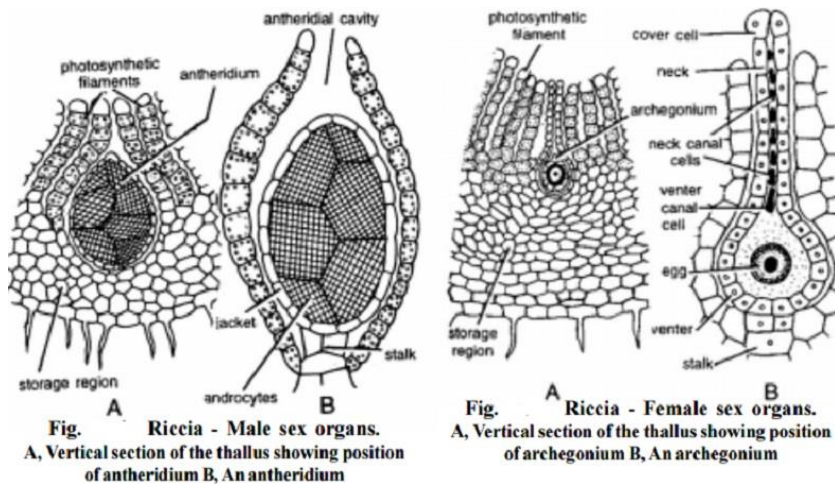 antheridial cavity
photosynthetic
filaments
antheridium
jacket
stalk
storage region
androcytes
A
B
Fig. Riccia - Male sex organs.
A, Vertical section of the thallus showing position
of antheridium B, An antheridium
photosynthetic
filament
cover cell
neck
archegonium
neck canal
cells
venter
canal
cell
egg
storage
region
venter
stalk
A
B
Fig. Riccia - Female sex organs.
A, Vertical section of the thallus showing position
of archegonium B, An archegonium